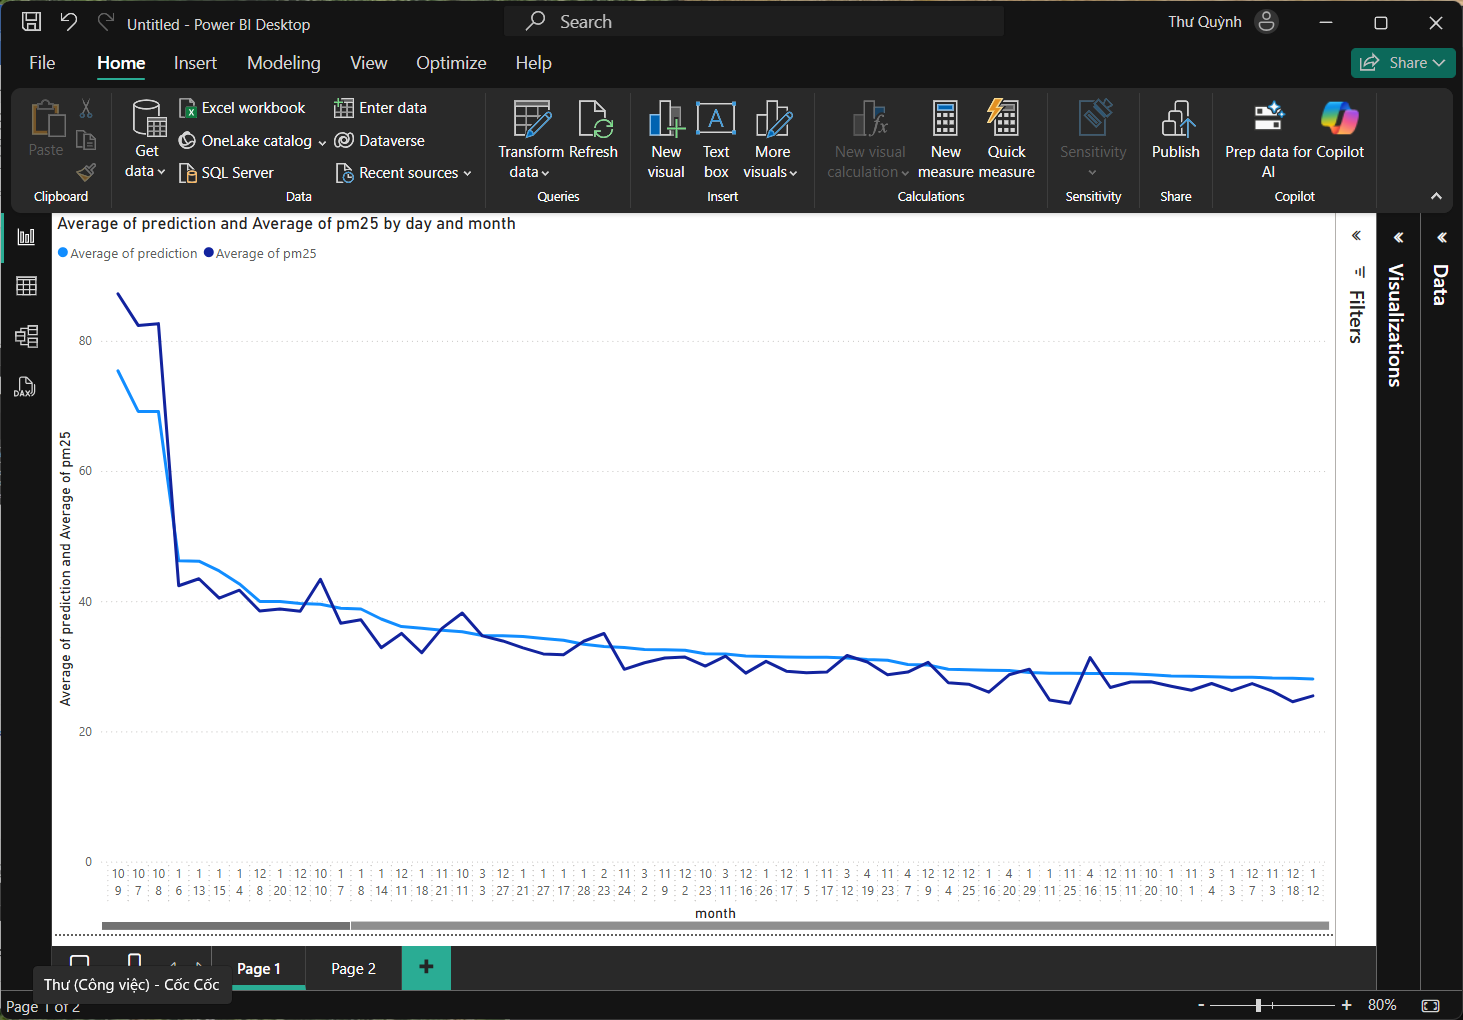 Untitled - Power BI Desktop
Search
Thư Quỳnh
File Home Insert Modeling View Optimize Help
Share
Paste
Clipboard
Get data
Excel workbook
OneLake catalog
SQL Server
Enter data
Dataverse
Recent sources
Data
Transform data
Refresh
Queries
New visual
Text box
More visuals
Insert
New visual calculation
New measure
Quick measure
Calculations
Sensitivity
Sensitivity
Publish
Share
Prep data for AI
Copilot
Copilot
DAX
Average of prediction and Average of pm25 by day and month
Average of prediction Average of pm25
Average of prediction and Average of pm25
80
60
40
20
0
10 10 10 1 1 1 1 12 1 12 10 1 1 1 12 1 11 11 3 12 1 1 1 1 2 11 3 11 12 10 3 12 1 12 1 11 3 4 11 4 12 12 12 1 4 1 1 11 4 12 11 10 1 11 3 1 12 11 12 1
9 7 8 6 13 15 4 8 20 12 10 7 8 14 11 18 21 11 3 27 21 27 17 28 23 24 2 9 2 23 11 16 26 17 5 17 12 19 23 7 9 4 25 16 20 29 11 25 16 15 11 20 10 1 4 3 7 3 18 12
month
Filters
Visualizations
Data
Page 1
Page 2
+
Thư (Công việc) - Cốc Cốc
Page 1 of 2
- + 80%